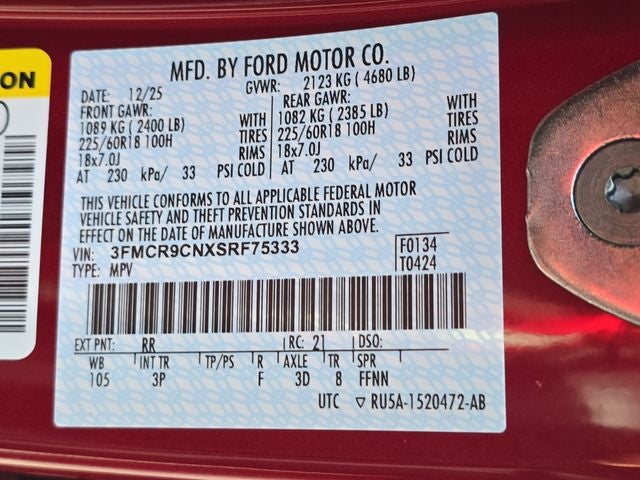 ON
MFD. BY FORD MOTOR CO.
DATE: 12/25 GVWR: 2123 KG ( 4680 LB)
FRONT GAWR: REAR GAWR:
1089 KG ( 2400 LB) WITH 1082 KG ( 2385 LB) WITH
225/60R18 100H TIRES 225/60R18 100H TIRES
18x7.0J RIMS 18x7.0J RIMS
AT 230 kPa/ 33 PSI COLD AT 230 kPa/ 33 PSI COLD
THIS VEHICLE CONFORMS TO ALL APPLICABLE FEDERAL MOTOR
VEHICLE SAFETY AND THEFT PREVENTION STANDARDS IN
EFFECT ON THE DATE OF MANUFACTURE SHOWN ABOVE.
VIN: 3FMCR9CNXSRF75333 F0134
TYPE: MPV T0424
EXT PNT: RR RC: 21 DSO:
WB INT TR TP/PS R AXLE TR SPR
105 3P F 3D 8 FFNN
UTC ▽ RU5A-1520472-AB